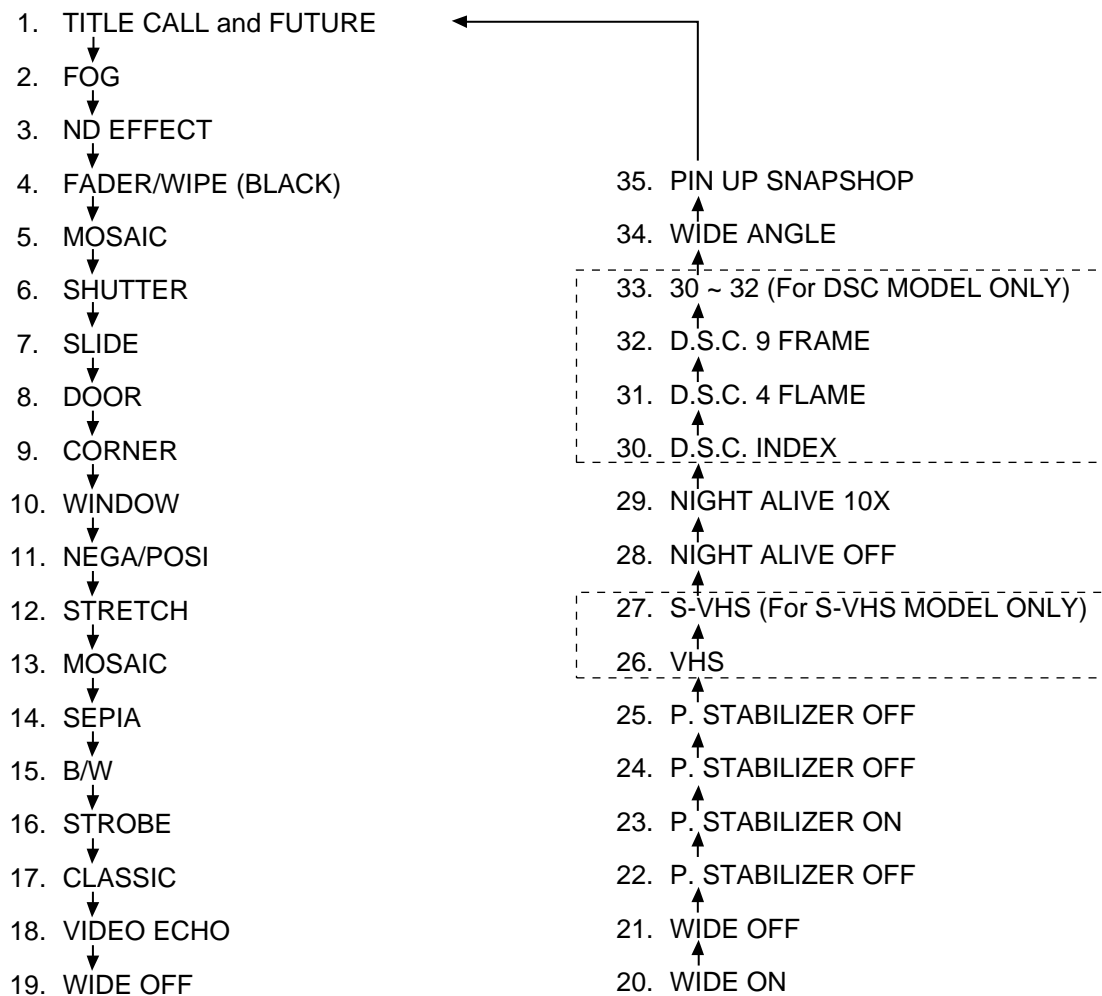 1. TITLE CALL and FUTURE
2. FOG
3. ND EFFECT
4. FADER/WIPE (BLACK)
5. MOSAIC
6. SHUTTER
7. SLIDE
8. DOOR
9. CORNER
10. WINDOW
11. NEGA/POSI
12. STRETCH
13. MOSAIC
14. SEPIA
15. B/W
16. STROBE
17. CLASSIC
18. VIDEO ECHO
19. WIDE OFF
35. PIN UP SNAPSHOP
34. WIDE ANGLE
33. 30 ~ 32 (For DSC MODEL ONLY)
32. D.S.C. 9 FRAME
31. D.S.C. 4 FLAME
30. D.S.C. INDEX
29. NIGHT ALIVE 10X
28. NIGHT ALIVE OFF
27. S-VHS (For S-VHS MODEL ONLY)
26. VHS
25. P. STABILIZER OFF
24. P. STABILIZER OFF
23. P. STABILIZER ON
22. P. STABILIZER OFF
21. WIDE OFF
20. WIDE ON